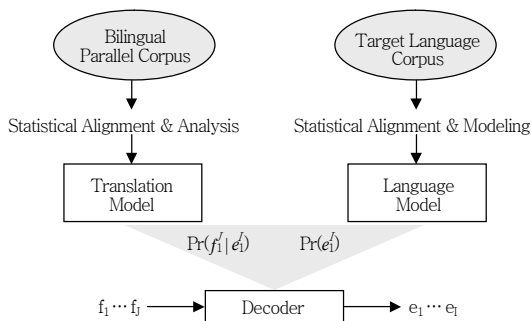 Bilingual
Parallel Corpus
Target Language
Corpus
Statistical Alignment & Analysis
Statistical Alignment & Modeling
Translation
Model
Language
Model
Pr(f₁ᴶ|e₁ᴵ)
Pr(e₁ᴵ)
f₁⋯fJ
Decoder
e₁⋯eI